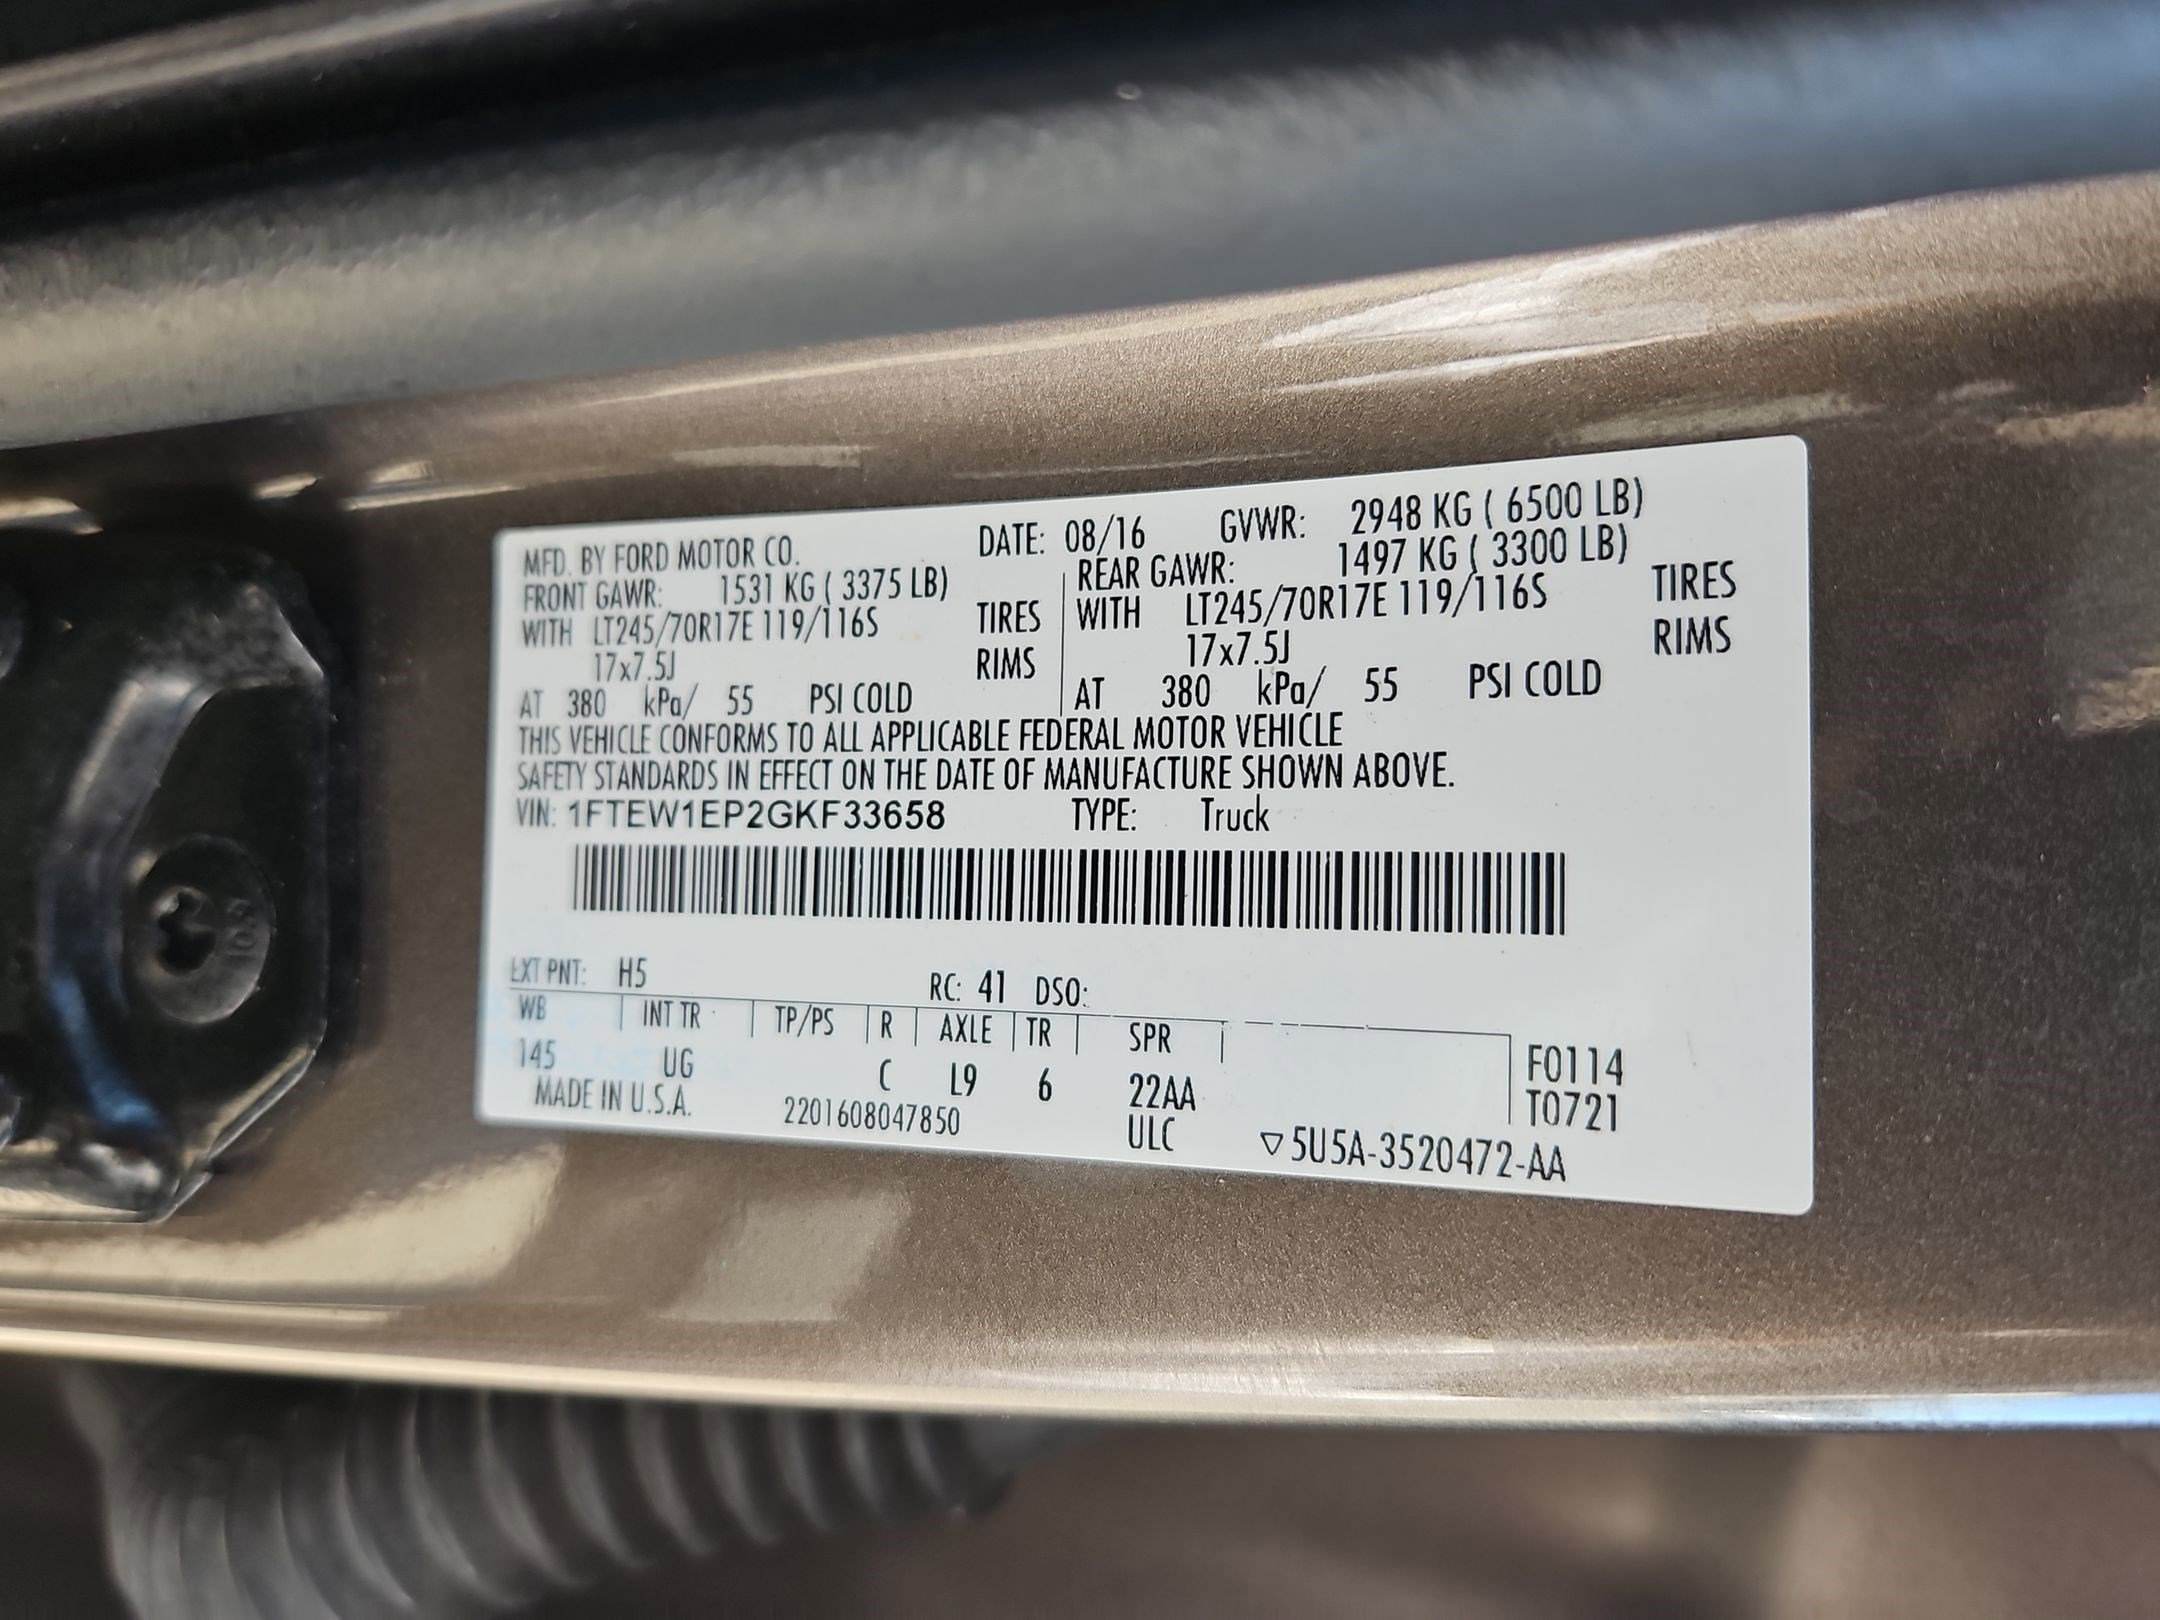 MFD. BY FORD MOTOR CO. DATE: 08/16 GVWR: 2948 KG ( 6500 LB)
FRONT GAWR: 1531 KG ( 3375 LB) REAR GAWR: 1497 KG ( 3300 LB)
WITH LT245/70R17E 119/116S TIRES WITH LT245/70R17E 119/116S TIRES
17x7.5J RIMS 17x7.5J RIMS
AT 380 kPa/ 55 PSI COLD AT 380 kPa/ 55 PSI COLD
THIS VEHICLE CONFORMS TO ALL APPLICABLE FEDERAL MOTOR VEHICLE
SAFETY STANDARDS IN EFFECT ON THE DATE OF MANUFACTURE SHOWN ABOVE.
VIN: 1FTEW1EP2GKF33658 TYPE: Truck
EXT PNT: H5 RC: 41 DSO:
WB INT TR TP/PS R AXLE TR SPR
145 UG C L9 6 22AA F0114
MADE IN U.S.A. 2201608047850 ULC T0721
▽5U5A-3520472-AA